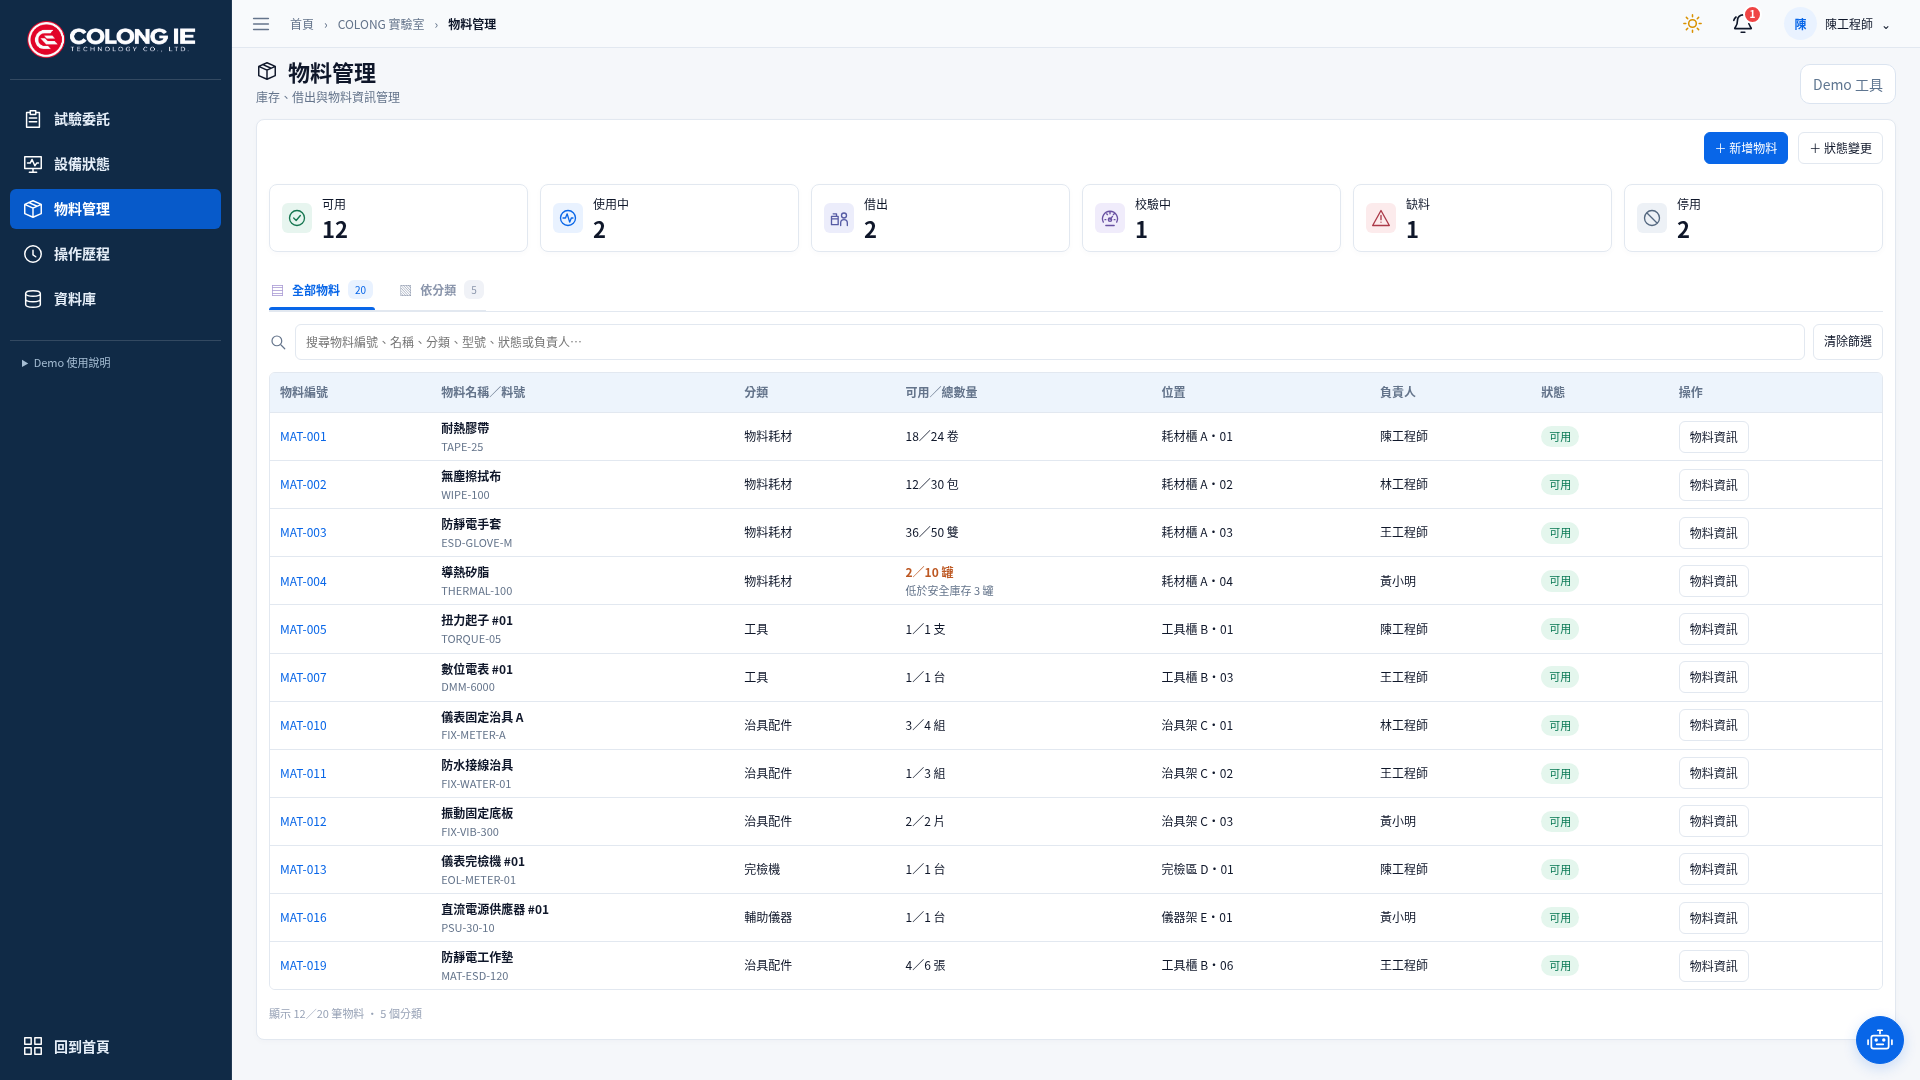 COLONG IE
TECHNOLOGY CO., LTD.
試驗委託
設備狀態
物料管理
操作歷程
資料庫
▶ Demo 使用說明
回到首頁
首頁 › COLONG 實驗室 › 物料管理
1
陳 陳工程師
物料管理
庫存、借出與物料資訊管理
Demo 工具
＋ 新增物料 ＋ 狀態變更
可用
12
使用中
2
借出
2
校驗中
1
缺料
1
停用
2
全部物料 20 依分類 5
搜尋物料編號、名稱、分類、型號、狀態或負責人… 清除篩選
物料編號 物料名稱／料號 分類 可用／總數量 位置 負責人 狀態 操作
MAT-001 耐熱膠帶 TAPE-25 物料耗材 18／24 卷 耗材櫃 A・01 陳工程師 可用 物料資訊
MAT-002 無塵擦拭布 WIPE-100 物料耗材 12／30 包 耗材櫃 A・02 林工程師 可用 物料資訊
MAT-003 防靜電手套 ESD-GLOVE-M 物料耗材 36／50 雙 耗材櫃 A・03 王工程師 可用 物料資訊
MAT-004 導熱矽脂 THERMAL-100 物料耗材 2／10 罐 低於安全庫存 3 罐 耗材櫃 A・04 黃小明 可用 物料資訊
MAT-005 扭力起子 #01 TORQUE-05 工具 1／1 支 工具櫃 B・01 陳工程師 可用 物料資訊
MAT-007 數位電表 #01 DMM-6000 工具 1／1 台 工具櫃 B・03 王工程師 可用 物料資訊
MAT-010 儀表固定治具 A FIX-METER-A 治具配件 3／4 組 治具架 C・01 林工程師 可用 物料資訊
MAT-011 防水接線治具 FIX-WATER-01 治具配件 1／3 組 治具架 C・02 王工程師 可用 物料資訊
MAT-012 振動固定底板 FIX-VIB-300 治具配件 2／2 片 治具架 C・03 黃小明 可用 物料資訊
MAT-013 儀表完檢機 #01 EOL-METER-01 完檢機 1／1 台 完檢區 D・01 陳工程師 可用 物料資訊
MAT-016 直流電源供應器 #01 PSU-30-10 輔助儀器 1／1 台 儀器架 E・01 黃小明 可用 物料資訊
MAT-019 防靜電工作墊 MAT-ESD-120 治具配件 4／6 張 工具櫃 B・06 王工程師 可用 物料資訊
顯示 12／20 筆物料 ・ 5 個分類